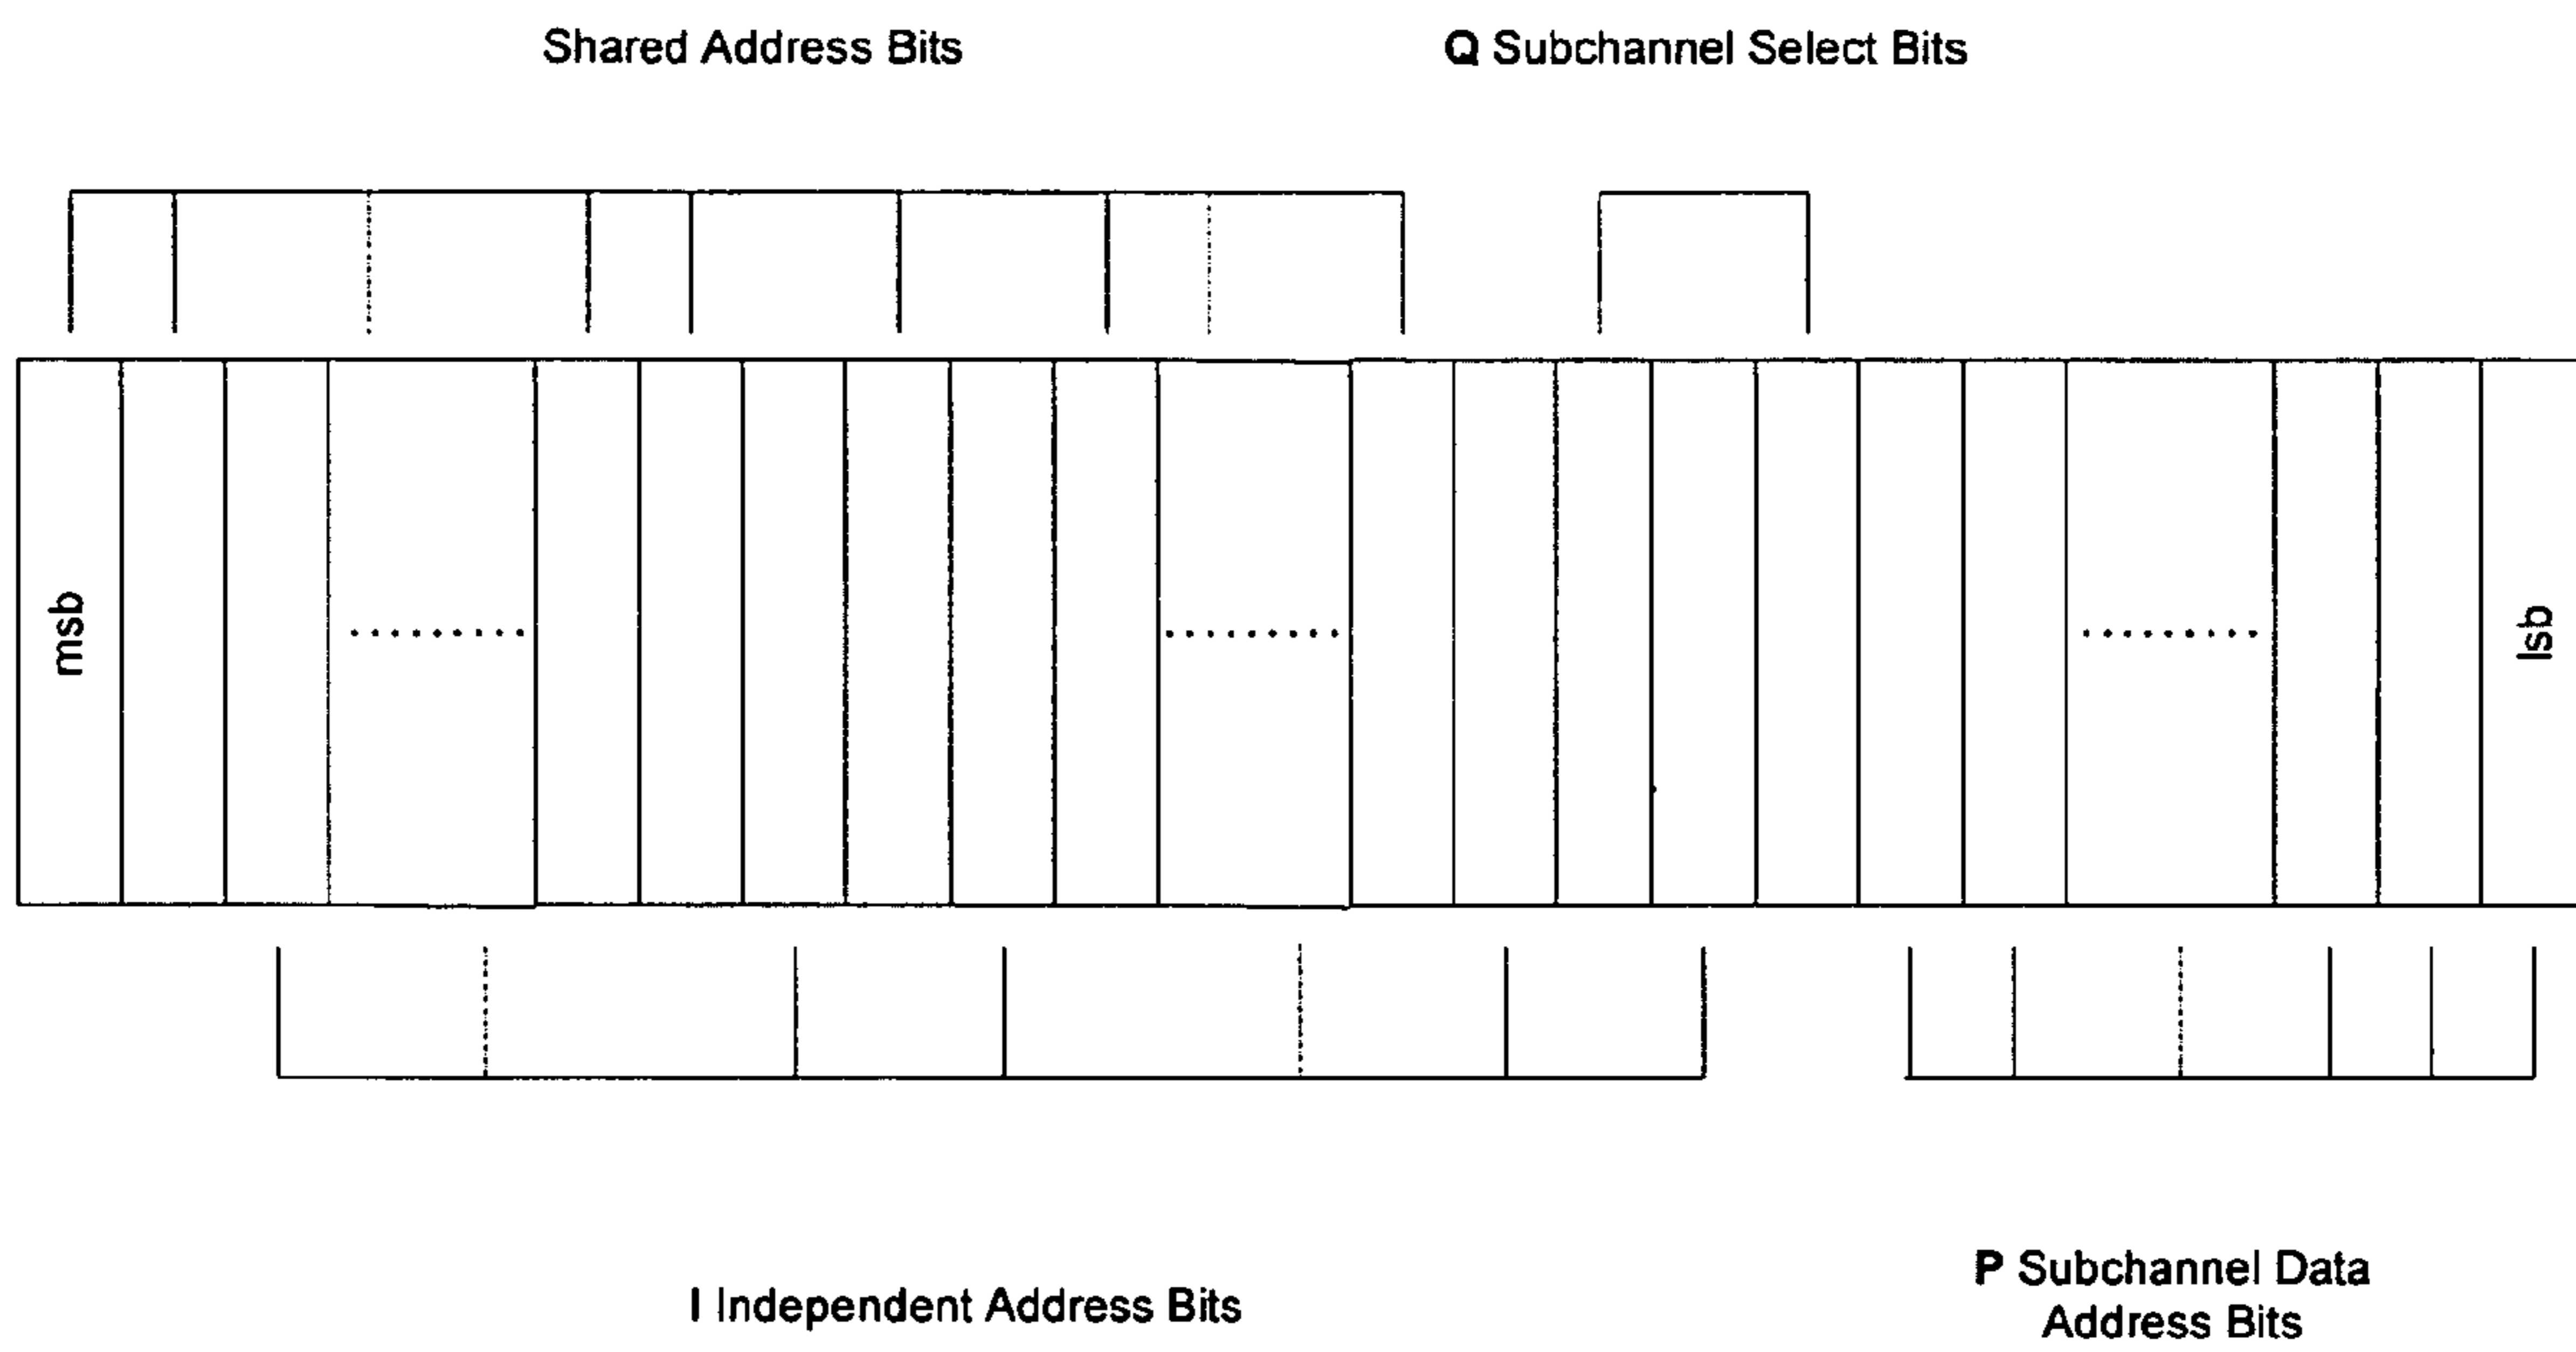 Shared Address Bits
Q Subchannel Select Bits
msb
lsb
I Independent Address Bits
P Subchannel Data
Address Bits